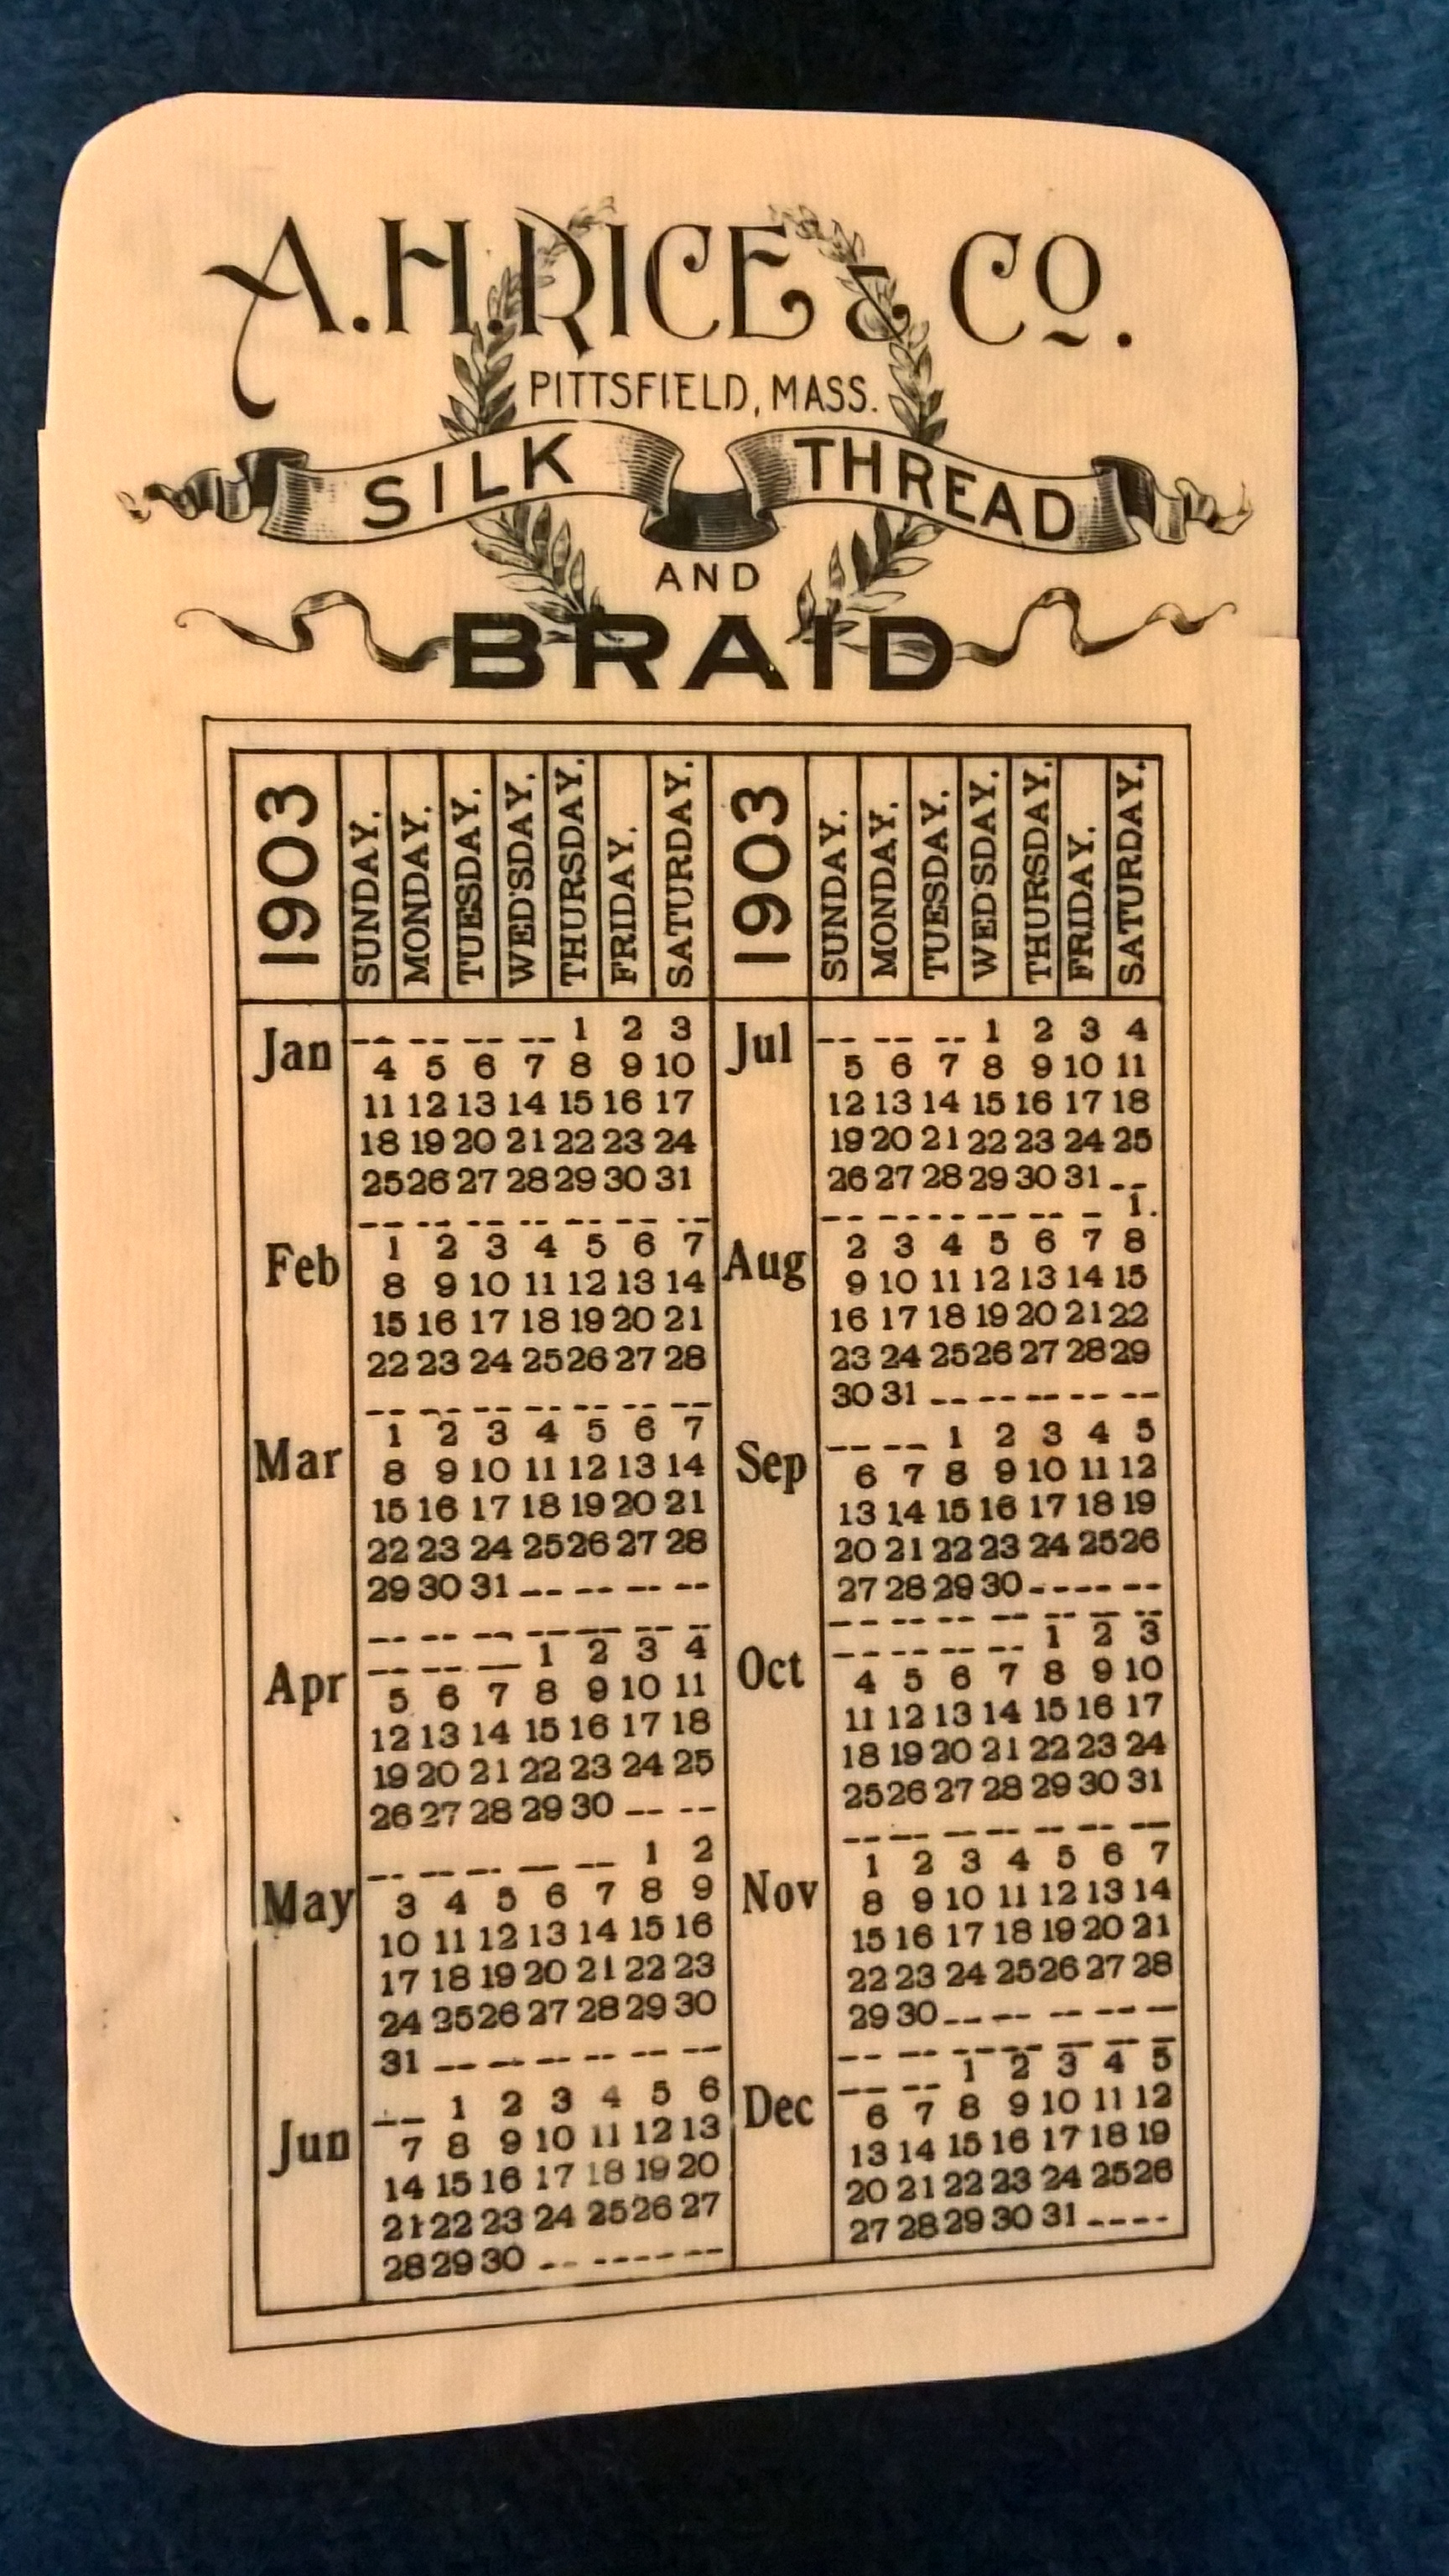 A.H.RICE & Co.
PITTSFIELD, MASS.
SILK THREAD
AND
BRAID
1903 SUNDAY. MONDAY. TUESDAY. WED'SDAY. THURSDAY. FRIDAY. SATURDAY.
Jan -- -- -- -- 1 2 3
4 5 6 7 8 9 10
11 12 13 14 15 16 17
18 19 20 21 22 23 24
25 26 27 28 29 30 31
-- -- -- -- -- -- --
Feb 1 2 3 4 5 6 7
8 9 10 11 12 13 14
15 16 17 18 19 20 21
22 23 24 25 26 27 28
-- -- -- -- -- -- --
Mar 1 2 3 4 5 6 7
8 9 10 11 12 13 14
15 16 17 18 19 20 21
22 23 24 25 26 27 28
29 30 31 -- -- -- --
-- -- -- -- -- -- --
Apr -- -- -- 1 2 3 4
5 6 7 8 9 10 11
12 13 14 15 16 17 18
19 20 21 22 23 24 25
26 27 28 29 30 -- --
May -- -- -- -- -- 1 2
3 4 5 6 7 8 9
10 11 12 13 14 15 16
17 18 19 20 21 22 23
24 25 26 27 28 29 30
31 -- -- -- -- -- --
Jun -- 1 2 3 4 5 6
7 8 9 10 11 12 13
14 15 16 17 18 19 20
21 22 23 24 25 26 27
28 29 30 -- -- -- --
1903 SUNDAY. MONDAY. TUESDAY. WED'SDAY. THURSDAY. FRIDAY. SATURDAY.
Jul -- -- -- 1 2 3 4
5 6 7 8 9 10 11
12 13 14 15 16 17 18
19 20 21 22 23 24 25
26 27 28 29 30 31 --
-- -- -- -- -- -- 1.
Aug 2 3 4 5 6 7 8
9 10 11 12 13 14 15
16 17 18 19 20 21 22
23 24 25 26 27 28 29
30 31 -- -- -- -- --
Sep -- -- 1 2 3 4 5
6 7 8 9 10 11 12
13 14 15 16 17 18 19
20 21 22 23 24 25 26
27 28 29 30 -- -- --
-- -- -- -- -- -- --
Oct -- -- -- -- 1 2 3
4 5 6 7 8 9 10
11 12 13 14 15 16 17
18 19 20 21 22 23 24
25 26 27 28 29 30 31
-- -- -- -- -- -- --
Nov 1 2 3 4 5 6 7
8 9 10 11 12 13 14
15 16 17 18 19 20 21
22 23 24 25 26 27 28
29 30 -- -- -- -- --
-- -- -- -- -- -- --
Dec -- -- 1 2 3 4 5
6 7 8 9 10 11 12
13 14 15 16 17 18 19
20 21 22 23 24 25 26
27 28 29 30 31 -- --